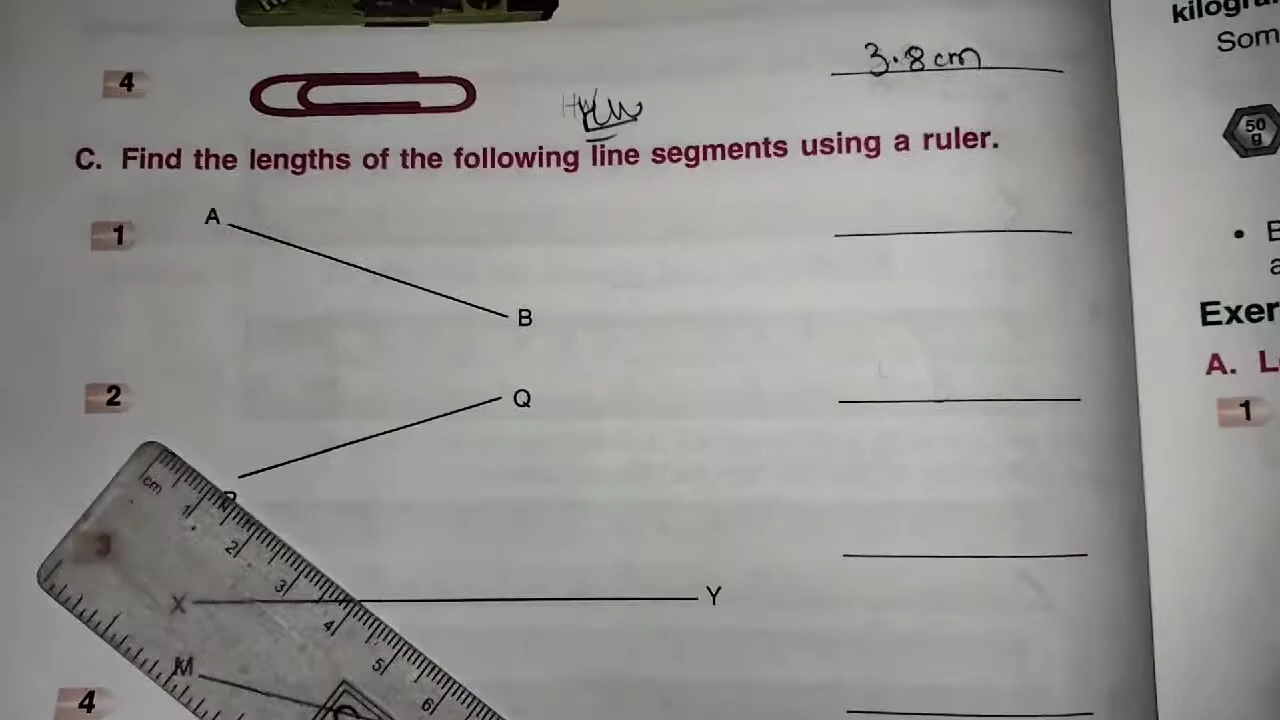 3.8 cm
4
H/W
C. Find the lengths of the following line segments using a ruler.
1
A
B
2
Q
cm
1 2 3 4 5 6
3
X
Y
M
4
Som
50
g
Exer
A.
1